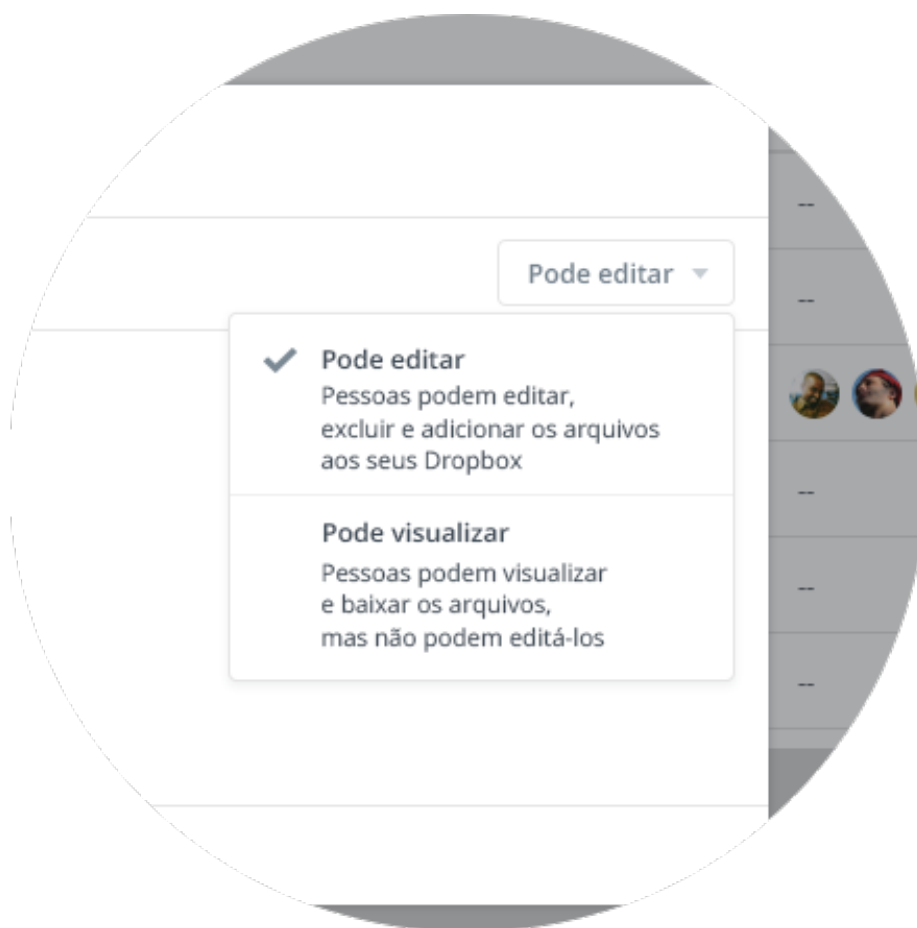 Pode editar
Pode editar
Pessoas podem editar,
excluir e adicionar os arquivos
aos seus Dropbox
Pode visualizar
Pessoas podem visualizar
e baixar os arquivos,
mas não podem editá-los
--
--
--
--
--